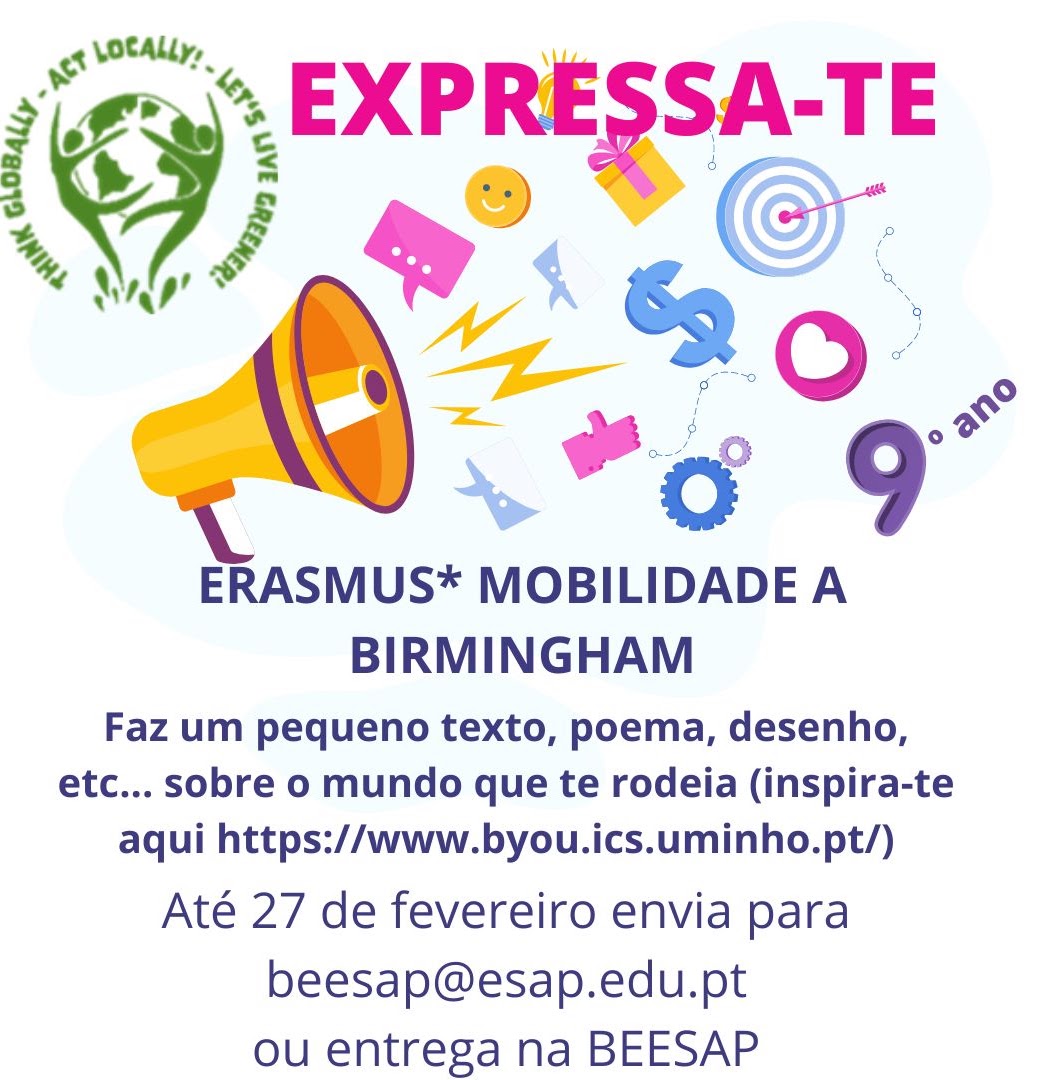 THINK GLOBALLY - ACT LOCALLY! - LET'S LIVE GREENER!
EXPRESSA-TE
9º ano
ERASMUS* MOBILIDADE A
BIRMINGHAM
Faz um pequeno texto, poema, desenho,
etc... sobre o mundo que te rodeia (inspira-te
aqui https://www.byou.ics.uminho.pt/)
Até 27 de fevereiro envia para
beesap@esap.edu.pt
ou entrega na BEESAP